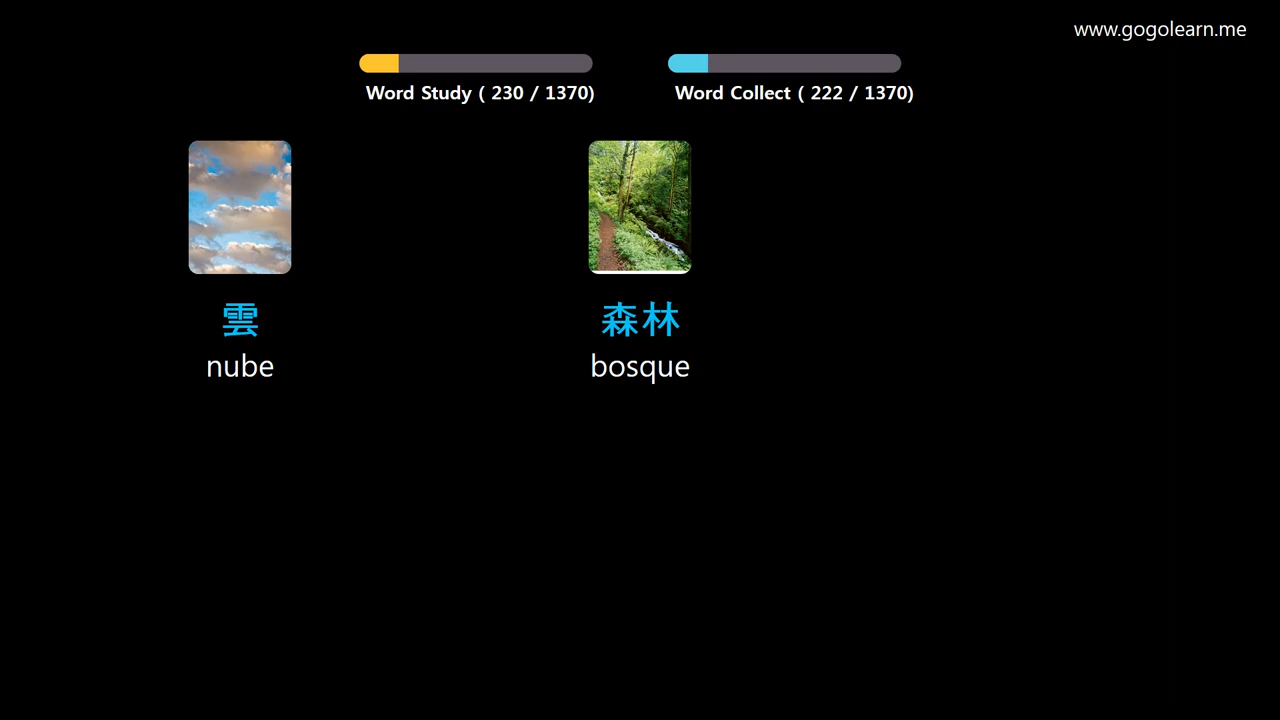 www.gogolearn.me
Word Study ( 230 / 1370)
Word Collect ( 222 / 1370)
雲
nube
森林
bosque